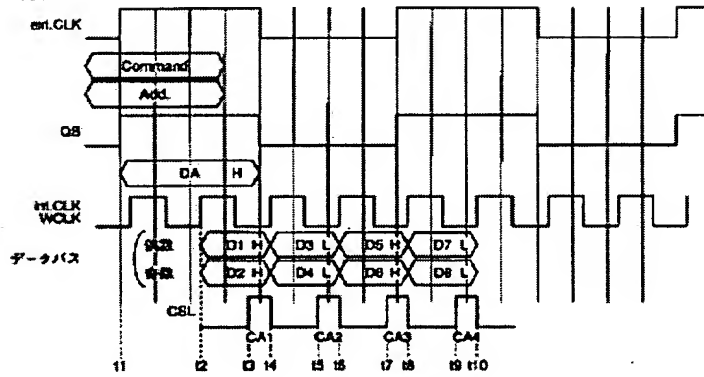 ext.CLK
Command
Add.
DA H
int.CLK
WCLK
データバス
D1 H D3 L D5 H D7 L
D2 H D4 L D6 H D8 L
CSL
CA1 CA2 CA3 CA4
t1 t2 t3 t4 t5 t6 t7 t8 t9 t10